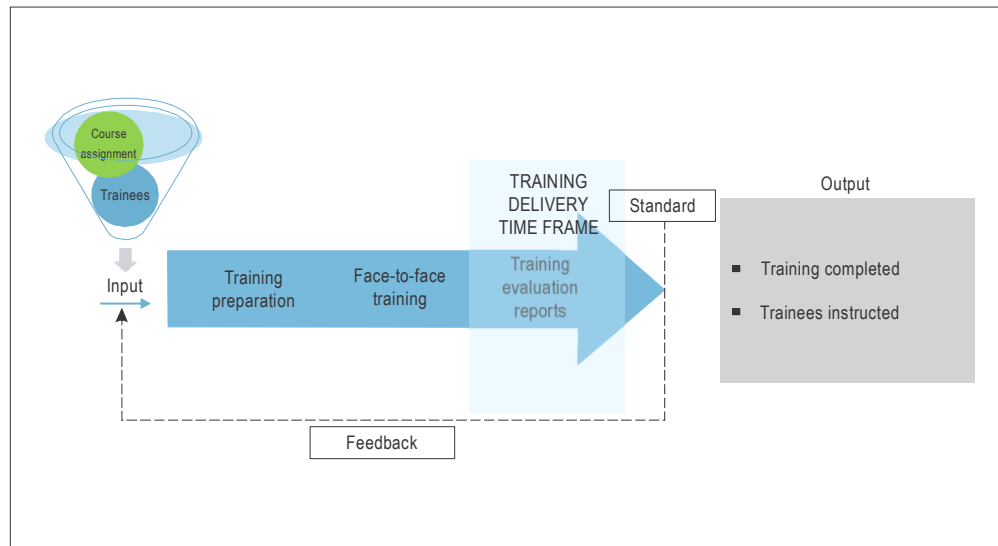 Course
assignment
Trainees
Input
Training
preparation
Face-to-face
training
TRAINING
DELIVERY
TIME FRAME
Training
evaluation
reports
Standard
Feedback
Output
▪ Training completed
▪ Trainees instructed